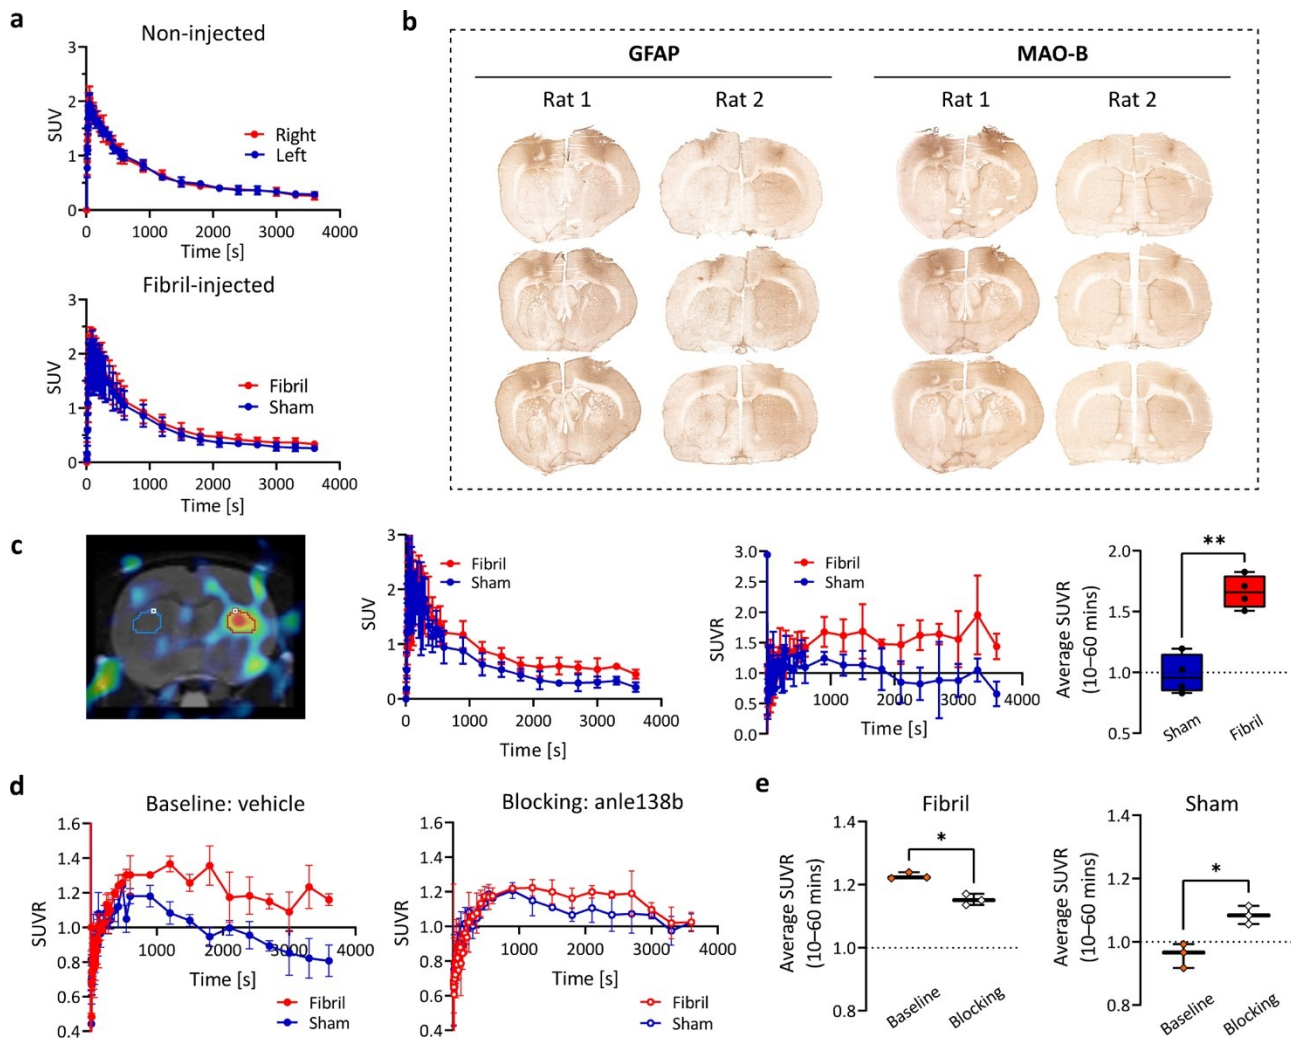 a
Non-injected
3
2
1
0
SUV
Right
Left
0 1000 2000 3000 4000
Time [s]
Fibril-injected
3
2
1
0
SUV
Fibril
Sham
0 1000 2000 3000 4000
Time [s]
b
GFAP MAO-B
Rat 1 Rat 2 Rat 1 Rat 2
c
3
2
1
0
SUV
Fibril
Sham
0 1000 2000 3000 4000
Time [s]
3.0
2.5
2.0
1.5
1.0
0.5
0.0
SUVR
Fibril
Sham
1000 2000 3000 4000
Time [s]
2.0
1.5
1.0
0.5
Average SUVR
(10–60 mins)
**
Sham Fibril
d
Baseline: vehicle
1.6
1.4
1.2
1.0
0.8
0.6
0.4
SUVR
1000 2000 3000 4000
Time [s]
Fibril
Sham
Blocking: anle138b
1.6
1.4
1.2
1.0
0.8
0.6
0.4
SUVR
1000 2000 3000 4000
Time [s]
Fibril
Sham
e
Fibril
1.4
1.2
1.0
0.8
Average SUVR
(10–60 mins)
*
Baseline Blocking
Sham
1.4
1.2
1.0
0.8
Average SUVR
(10–60 mins)
*
Baseline Blocking